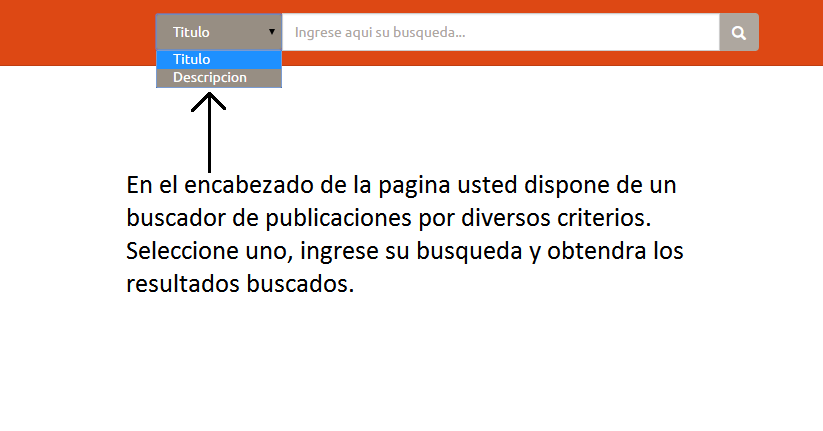 Titulo Ingrese aqui su busqueda...
Titulo
Descripcion
En el encabezado de la pagina usted dispone de un
buscador de publicaciones por diversos criterios.
Seleccione uno, ingrese su busqueda y obtendra los
resultados buscados.